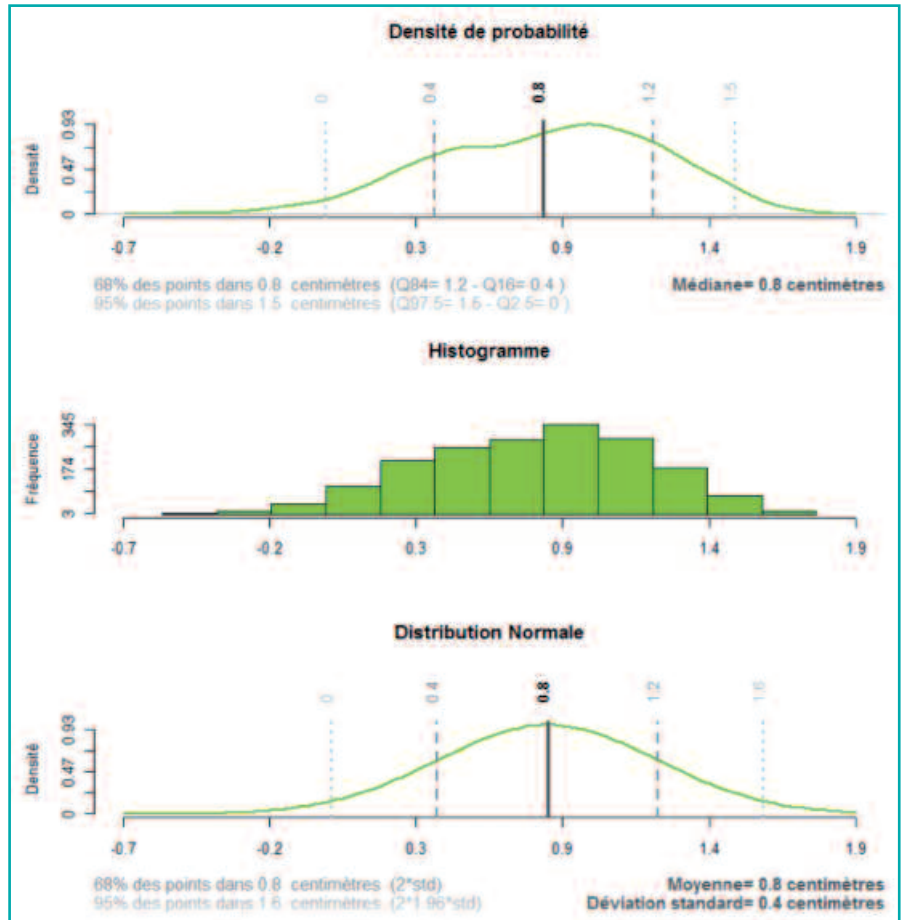 Densité de probabilité
0 0.4 0.8 1.2 1.5
Densité
0.93
0.47
0
-0.7 -0.2 0.3 0.9 1.4 1.9
68% des points dans 0.8 centimètres (Q84= 1.2 - Q16= 0.4 )
Médiane= 0.8 centimètres
95% des points dans 1.5 centimètres (Q97.5= 1.5 - Q2.5= 0 )
Histogramme
Fréquence
345
174
3
-0.7 -0.2 0.3 0.9 1.4 1.9
Distribution Normale
0 0.4 0.8 1.2 1.6
Densité
0.93
0.47
0
-0.7 -0.2 0.3 0.9 1.4 1.9
68% des points dans 0.8 centimètres (2*std)
Moyenne= 0.8 centimètres
95% des points dans 1.6 centimètres (2*1.96*std)
Déviation standard= 0.4 centimètres